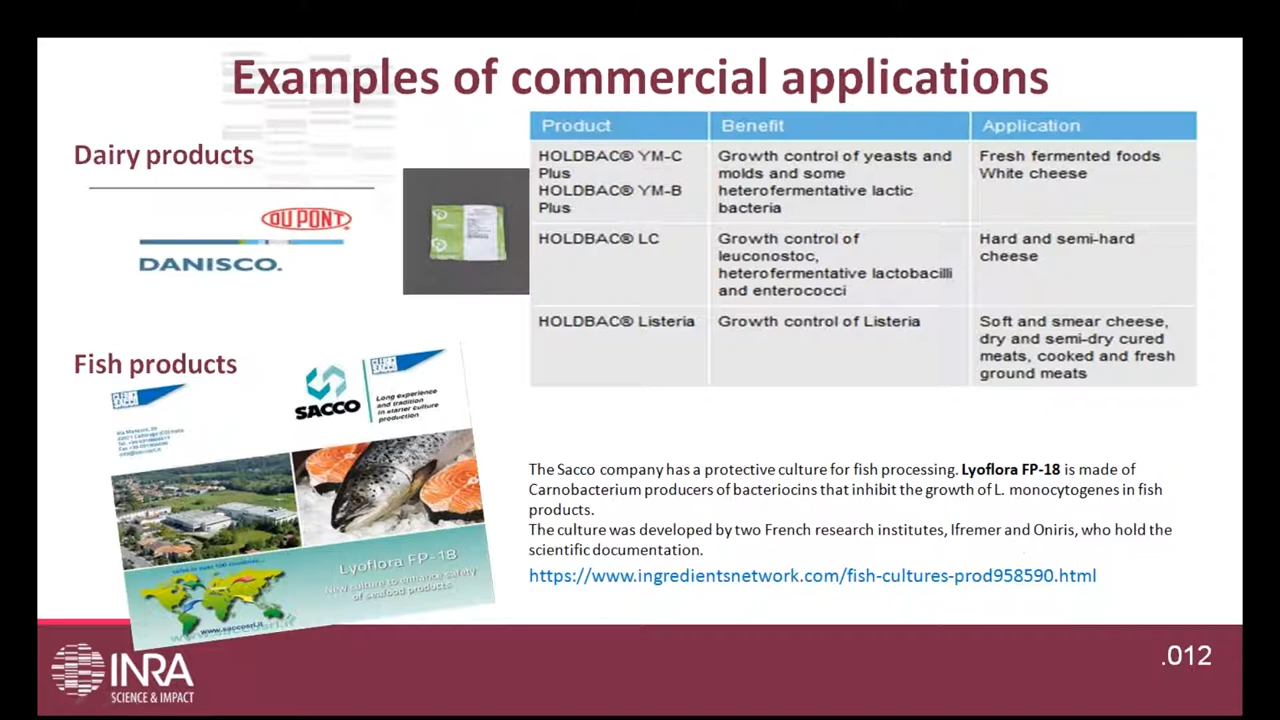 Examples of commercial applications
Dairy products
DU PONT
DANISCO.
Product Benefit Application
HOLDBAC® YM-C
Plus
HOLDBAC® YM-B
Plus
Growth control of yeasts and
molds and some
heterofermentative lactic
bacteria
Fresh fermented foods
White cheese
HOLDBAC® LC
Growth control of
leuconostoc,
heterofermentative lactobacilli
and enterococci
Hard and semi-hard
cheese
HOLDBAC® Listeria
Growth control of Listeria
Soft and smear cheese,
dry and semi-dry cured
meats, cooked and fresh
ground meats
Fish products
SACCO
Long experience
and tradition
in starter culture
production
Lyoflora FP-18
New culture to enhance safety
of seafood products
www.saccosrl.it
The Sacco company has a protective culture for fish processing. Lyoflora FP-18 is made of
Carnobacterium producers of bacteriocins that inhibit the growth of L. monocytogenes in fish
products.
The culture was developed by two French research institutes, Ifremer and Oniris, who hold the
scientific documentation.
https://www.ingredientsnetwork.com/fish-cultures-prod958590.html
INRA
SCIENCE & IMPACT
.012